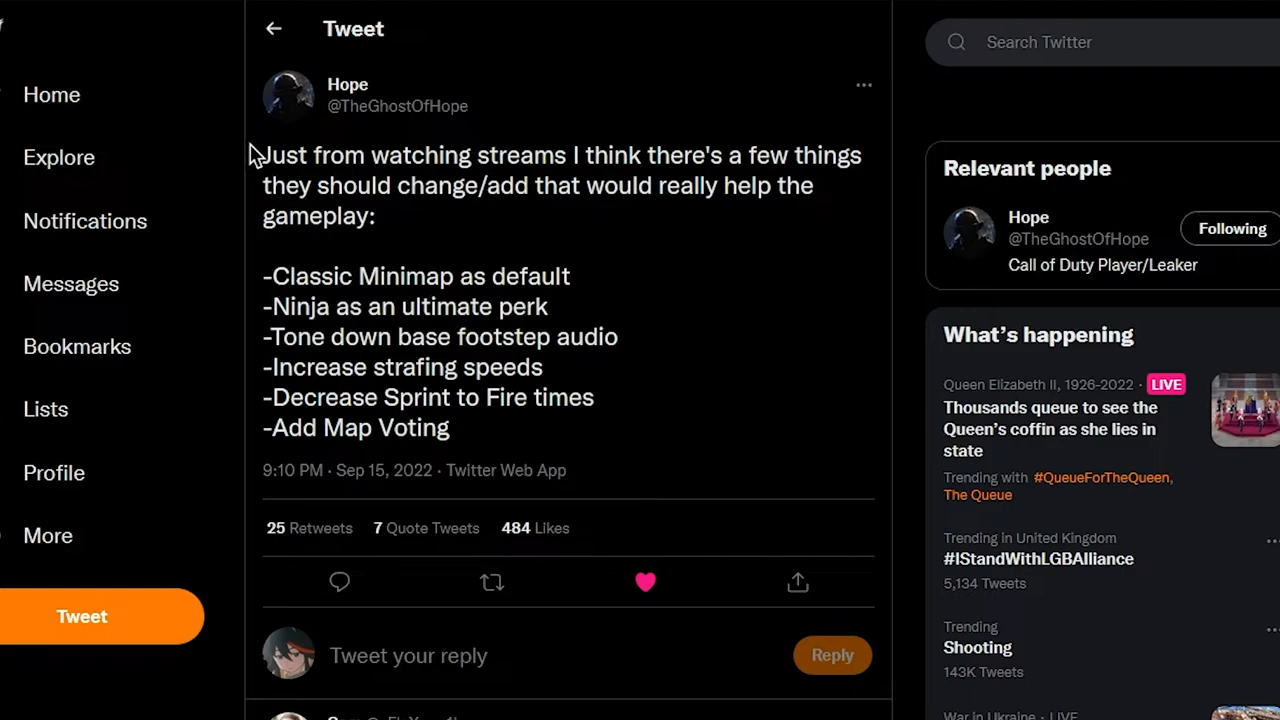 Tweet
Hope
@TheGhostOfHope
Just from watching streams I think there's a few things
they should change/add that would really help the
gameplay:
-Classic Minimap as default
-Ninja as an ultimate perk
-Tone down base footstep audio
-Increase strafing speeds
-Decrease Sprint to Fire times
-Add Map Voting
9:10 PM · Sep 15, 2022 · Twitter Web App
25 Retweets 7 Quote Tweets 484 Likes
Tweet your reply
Reply
Home
Explore
Notifications
Messages
Bookmarks
Lists
Profile
More
Tweet
Search Twitter
Relevant people
Hope
@TheGhostOfHope
Following
Call of Duty Player/Leaker
What's happening
Queen Elizabeth II, 1926-2022 · LIVE
Thousands queue to see the
Queen's coffin as she lies in
state
Trending with #QueueForTheQueen,
The Queen
Trending in United Kingdom
#IStandWithLGBAlliance
5,134 Tweets
Trending
Shooting
143K Tweets
War in Ukraine · LIVE